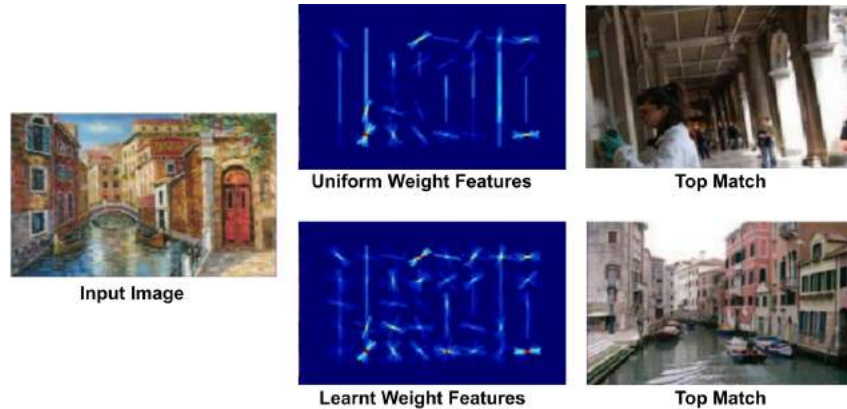 Uniform Weight Features
Top Match
Input Image
Learnt Weight Features
Top Match